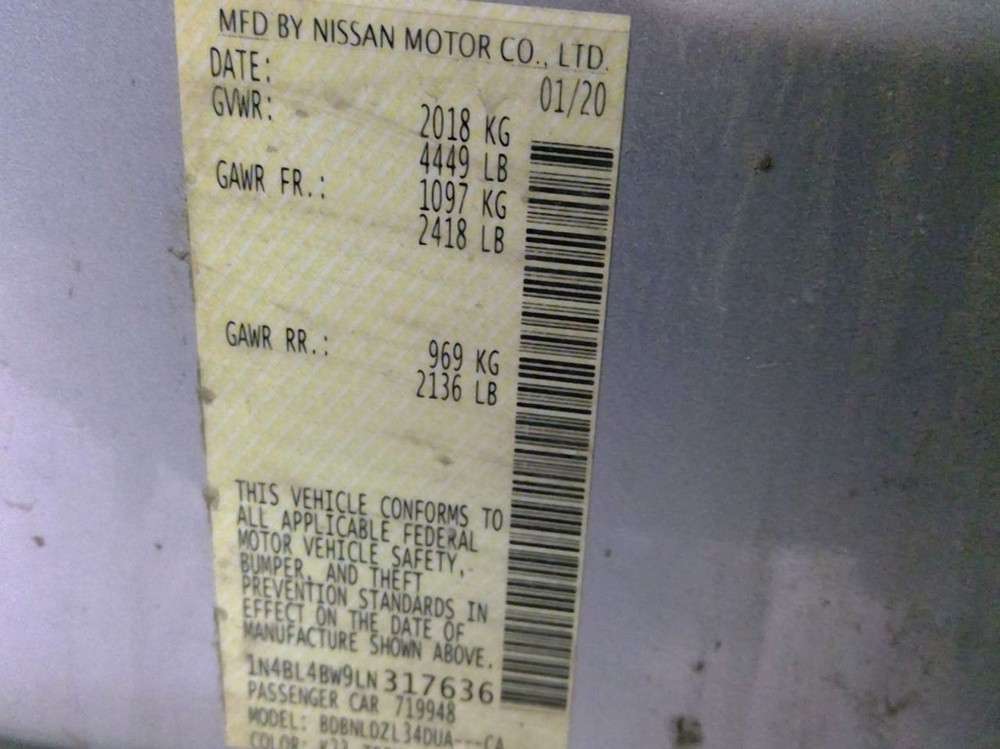 MFD BY NISSAN MOTOR CO., LTD.
DATE: 01/20
GVWR: 2018 KG
4449 LB
GAWR FR.: 1097 KG
2418 LB
GAWR RR.: 969 KG
2136 LB
THIS VEHICLE CONFORMS TO
ALL APPLICABLE FEDERAL
MOTOR VEHICLE SAFETY,
BUMPER, AND THEFT
PREVENTION STANDARDS IN
EFFECT ON THE DATE OF
MANUFACTURE SHOWN ABOVE.
1N4BL4BW9LN317636
PASSENGER CAR 719948
MODEL: BDBNLDZL34DUA---CA
COLOR: K23